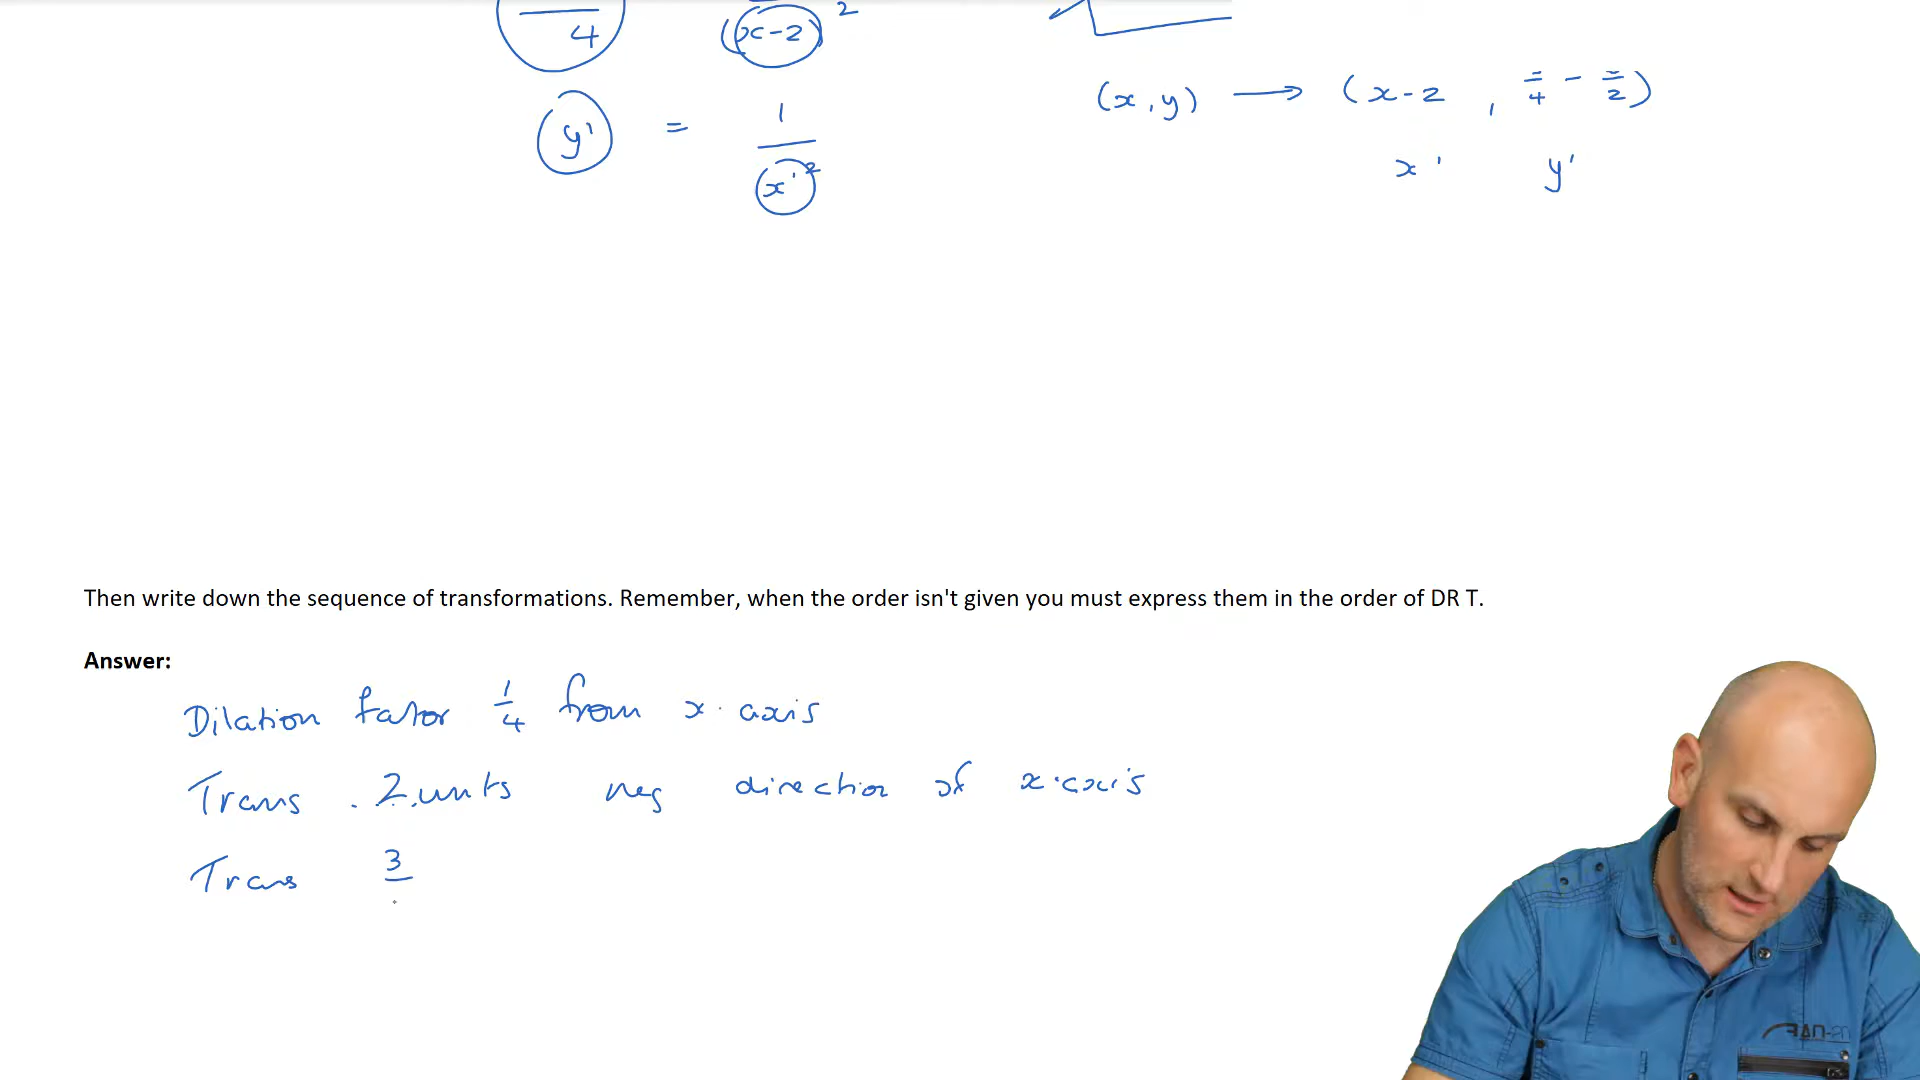 4 (x-2)²
(x, y) → (x-2 , 4 - 2)
y' = 1
x'²
x' y'
Then write down the sequence of transformations. Remember, when the order isn't given you must express them in the order of DR T.
Answer:
Dilation factor 1/4 from x-axis
Trans . 2 units neg direction of x-axis
Trans 3